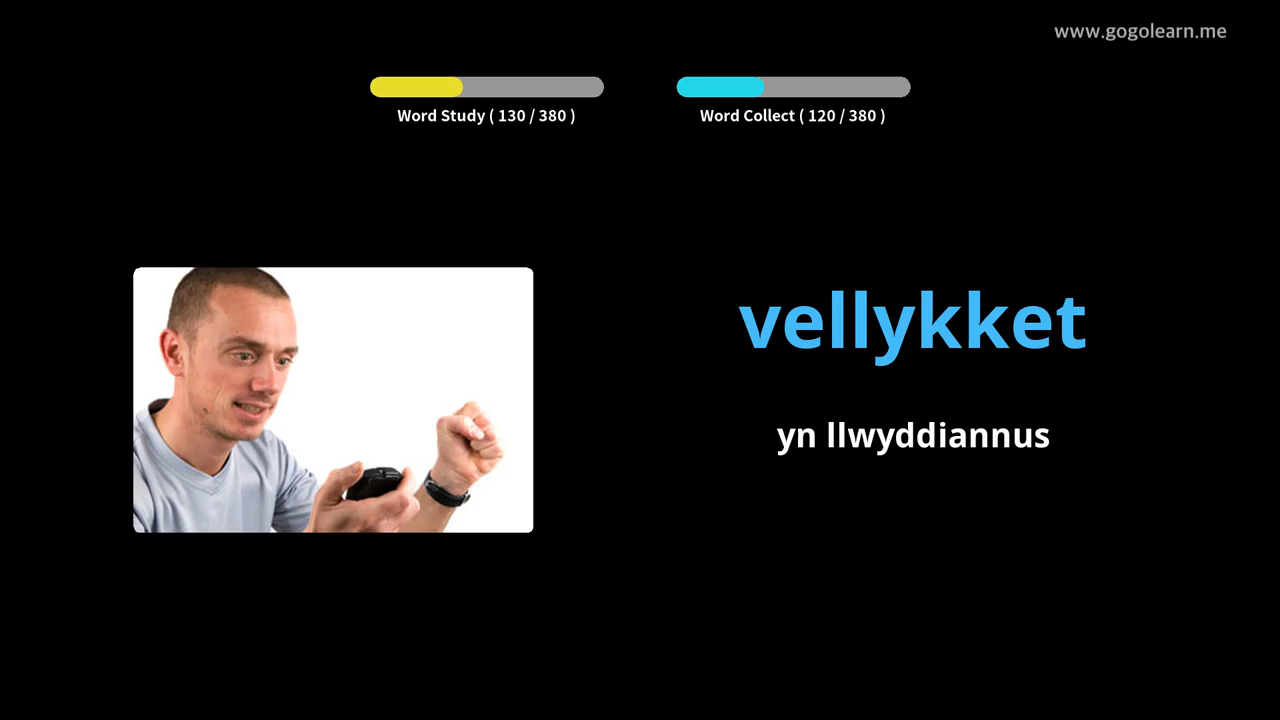 www.gogolearn.me
Word Study ( 130 / 380 )
Word Collect ( 120 / 380 )
vellykket
yn llwyddiannus